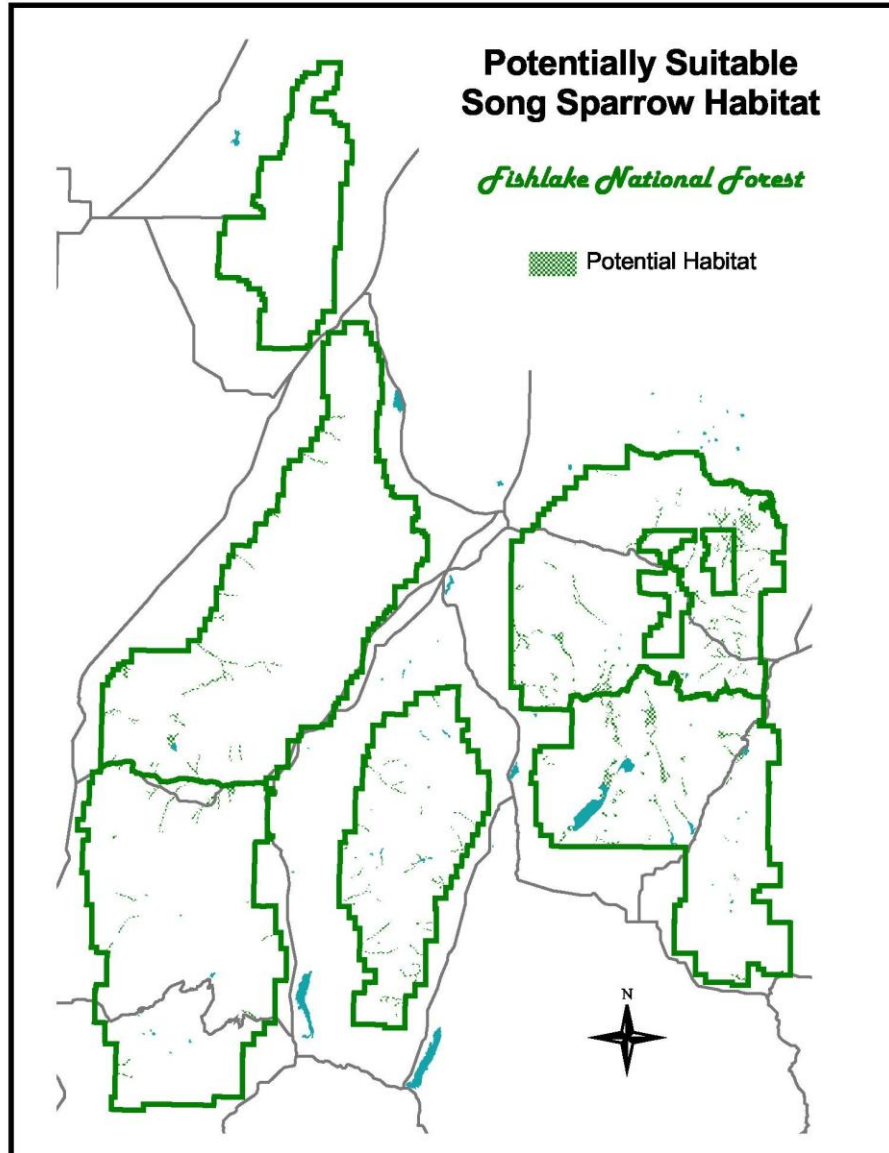 Potentially Suitable
Song Sparrow Habitat
Fishlake National Forest
Potential Habitat
N